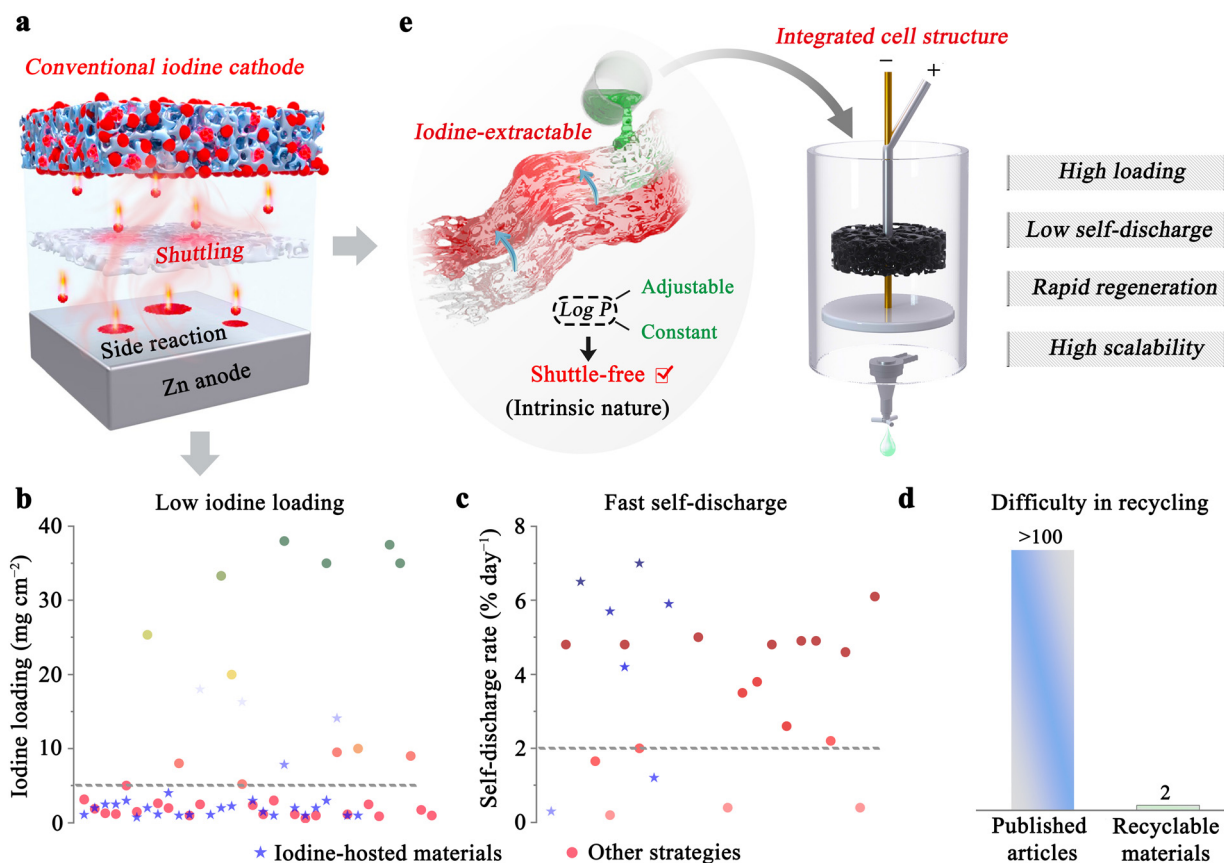 a
Conventional iodine cathode
Shuttling
Side reaction
Zn anode
e
Iodine-extractable
Log P
Adjustable
Constant
Shuttle-free
(Intrinsic nature)
Integrated cell structure
− +
High loading
Low self-discharge
Rapid regeneration
High scalability
b
Low iodine loading
Iodine loading (mg cm⁻²)
40
30
20
10
5
0
c
Fast self-discharge
Self-discharge rate (% day⁻¹)
8
6
4
2
0
★ Iodine-hosted materials ● Other strategies
d
Difficulty in recycling
>100
2
Published
articles
Recyclable
materials